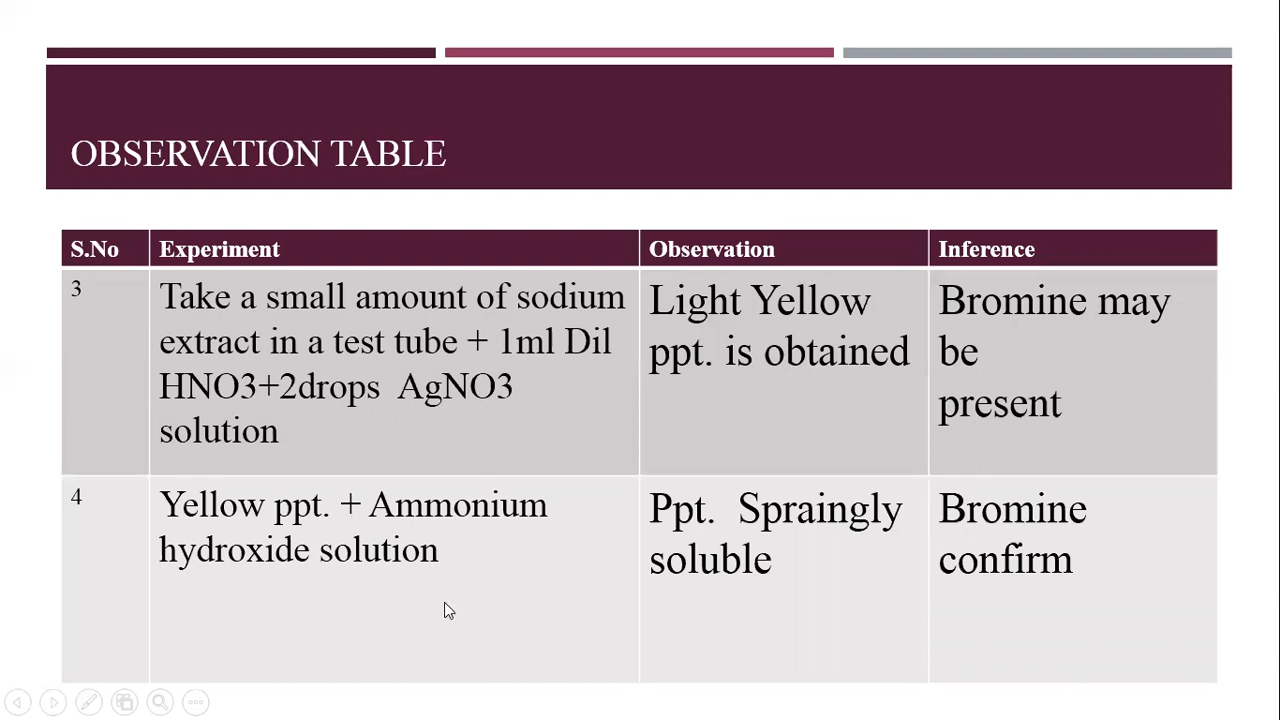 OBSERVATION TABLE
S.No Experiment Observation Inference
3
Take a small amount of sodium
extract in a test tube + 1ml Dil
HNO3+2drops AgNO3
solution
Light Yellow
ppt. is obtained
Bromine may
be
present
4
Yellow ppt. + Ammonium
hydroxide solution
Ppt. Spraingly
soluble
Bromine
confirm